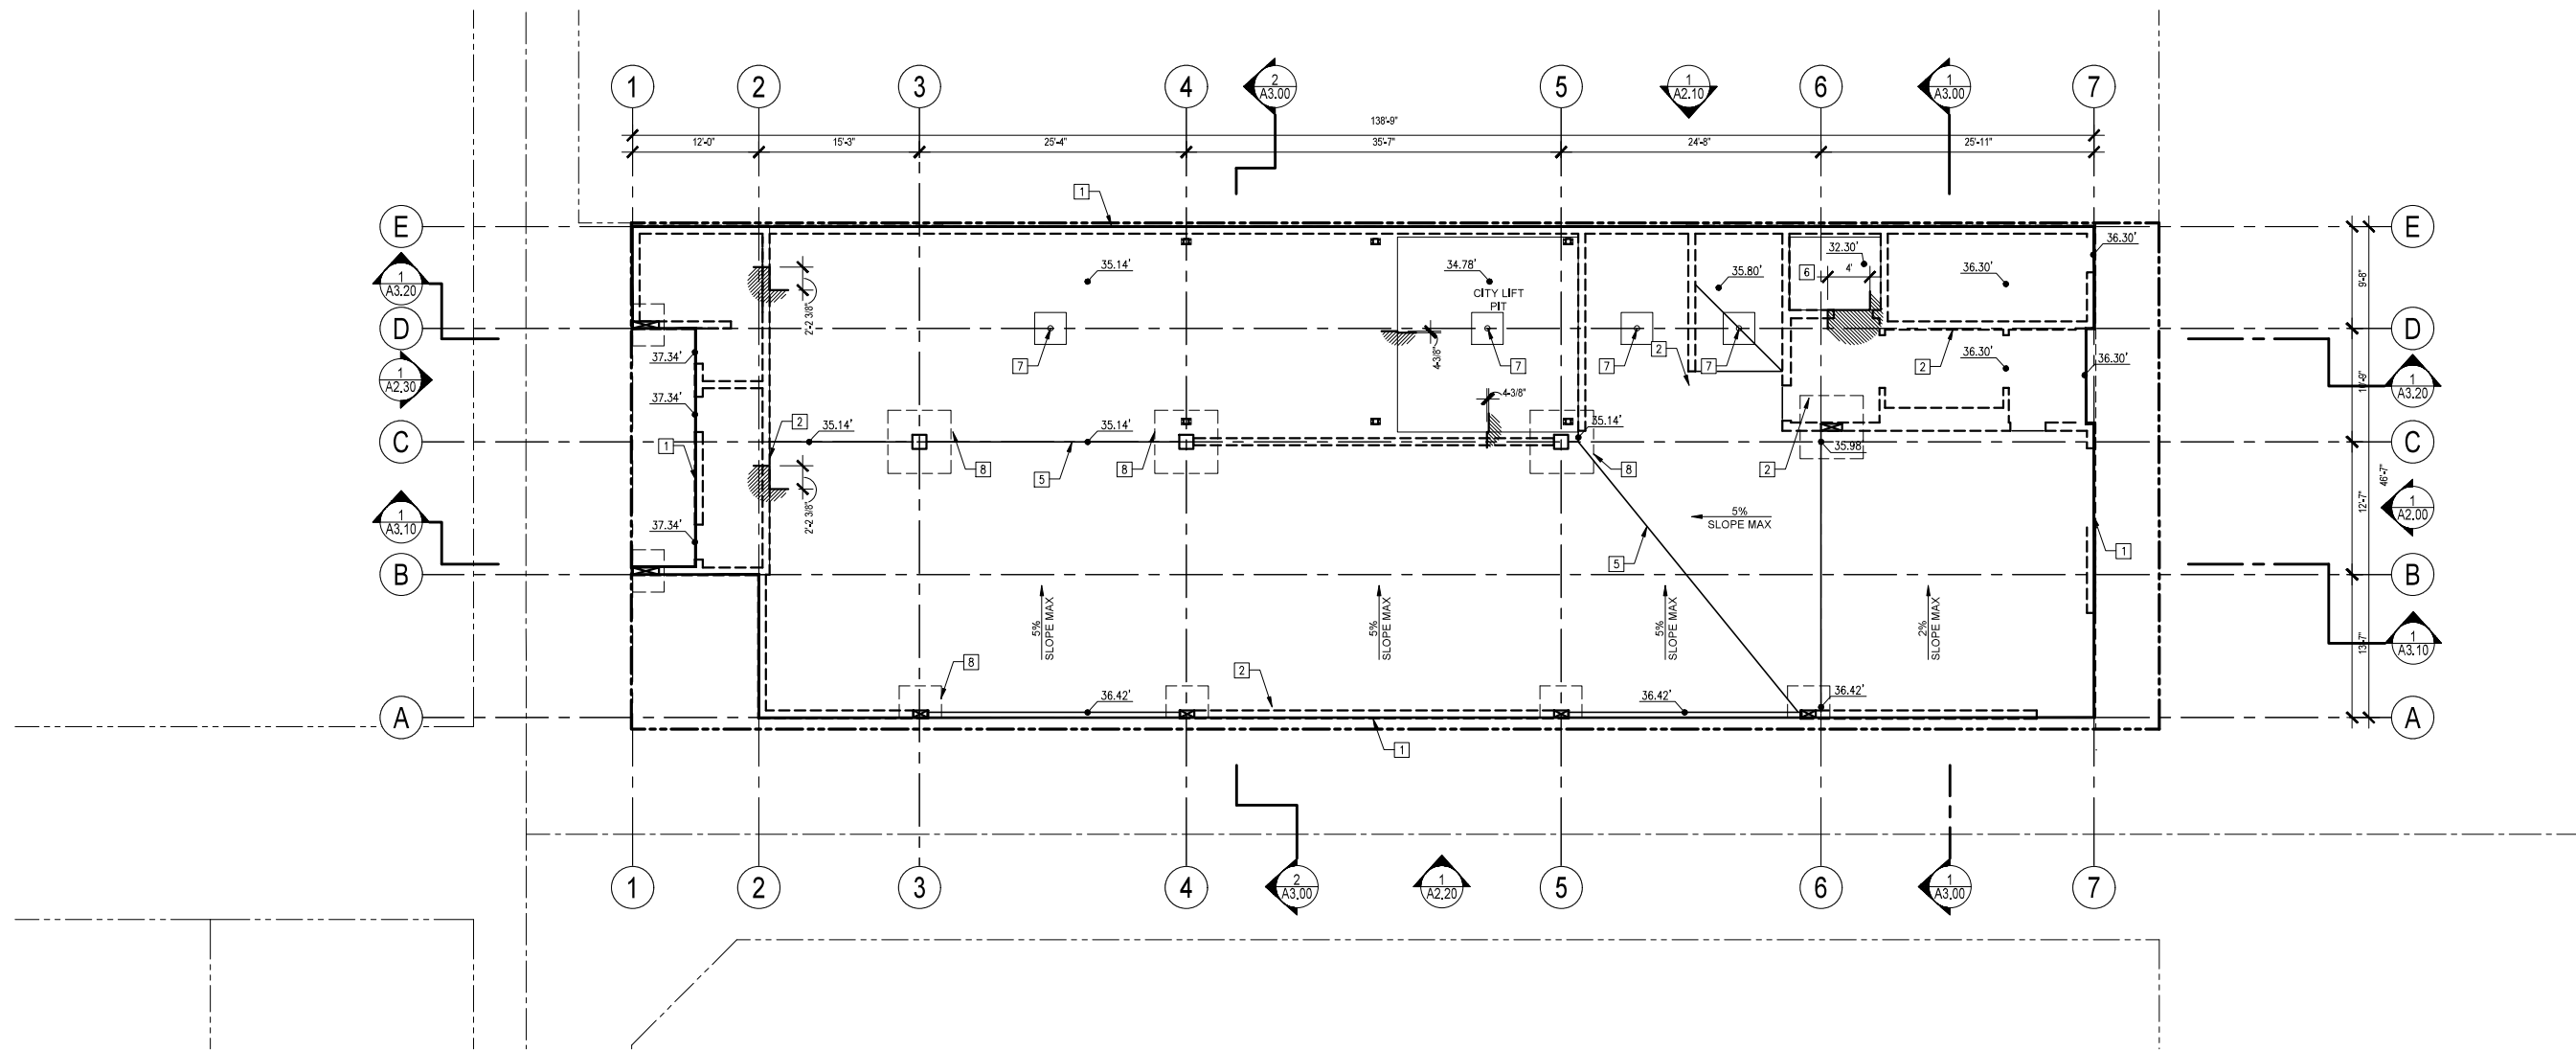 1
2
3
4
5
6
7
2
A3.00
1
A2.10
1
A3.00
138'-9"
12'-0"
15'-3"
25'-4"
35'-7"
24'-8"
25'-11"
1
E
E
36.30'
32.30'
35.14'
34.78'
35.80'
6
4'
36.30'
9'-8"
1
A3.20
CITY LIFT
PIT
2'-2 3/8"
D
D
4-3/8"
37.34'
7
7
7
2
7
2
36.30'
36.30'
1
A2.30
1
A3.20
4-3/8"
37.34'
2
35.14'
35.14'
35.14'
C
C
1
8
5
8
8
2
35.98
46'-7"
37.34'
2'-2 3/8"
1
A3.10
5%
SLOPE MAX
12'-7"
1
A2.00
1
5
B
B
5%
SLOPE MAX
5%
SLOPE MAX
5%
SLOPE MAX
2%
SLOPE MAX
1
A3.10
13'-7"
8
2
36.42'
36.42'
36.42'
A
A
1
1
2
3
4
5
6
7
2
A3.00
1
A2.20
1
A3.00